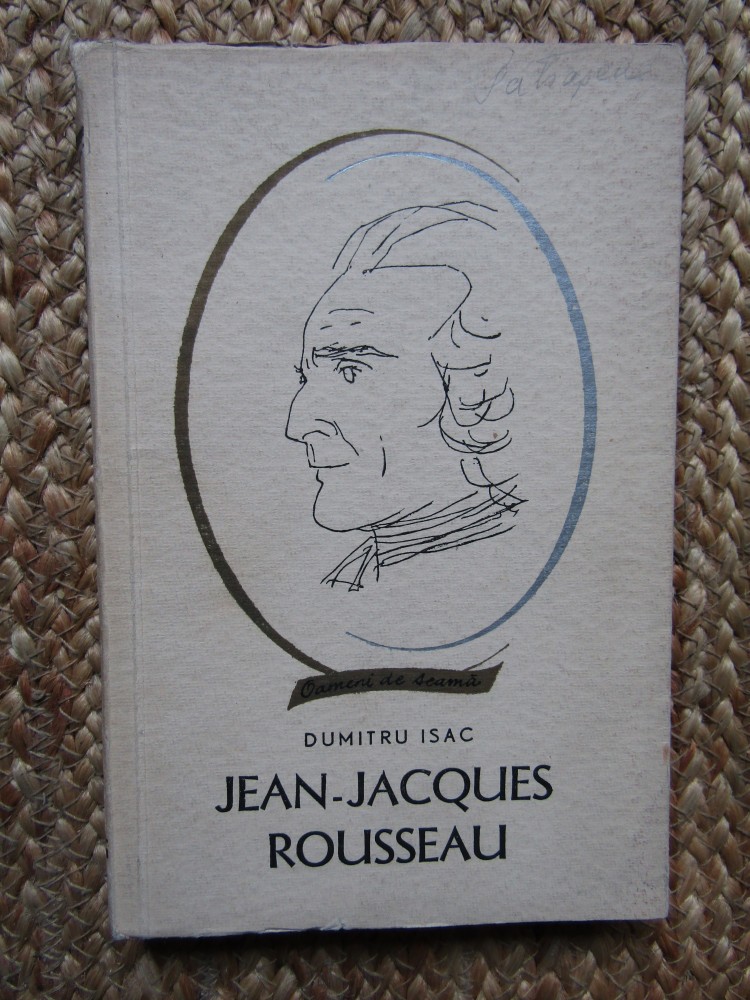 Oameni de seamă
DUMITRU ISAC
JEAN-JACQUES
ROUSSEAU